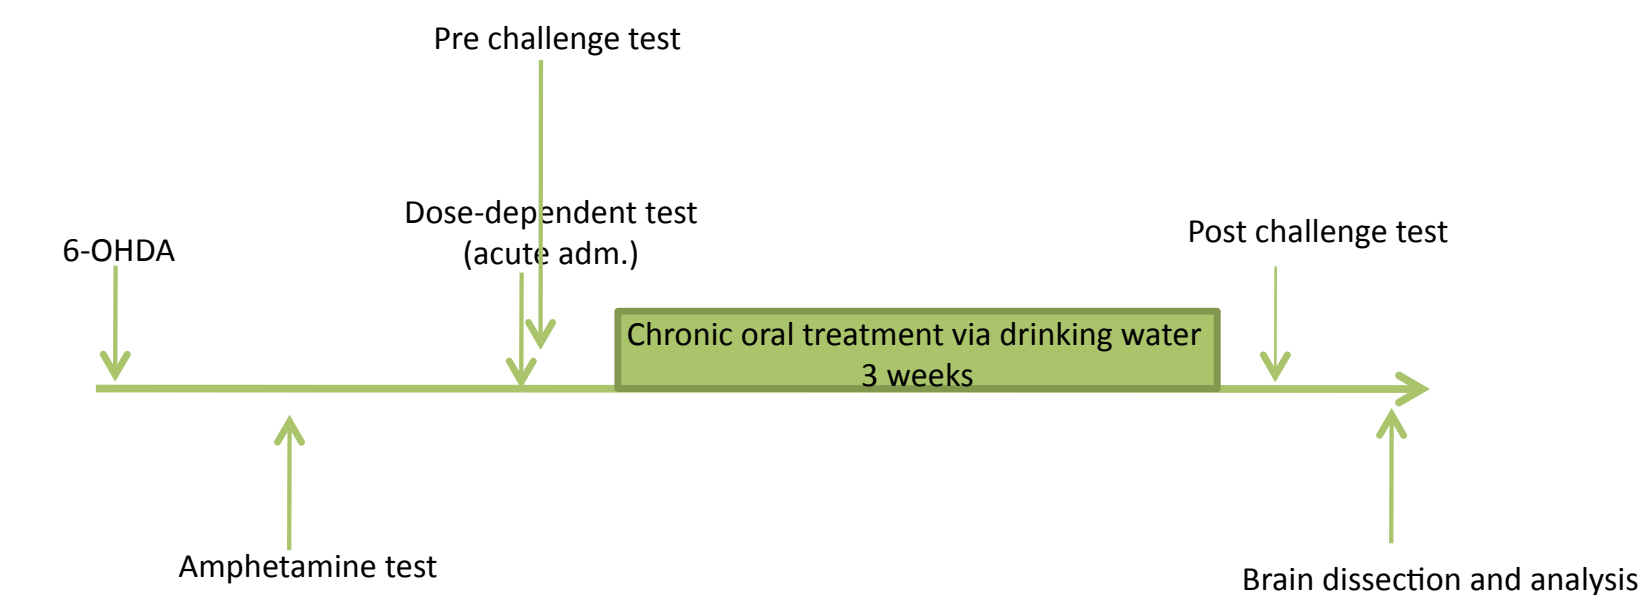 Pre challenge test
Dose-dependent test
(acute adm.)
6-OHDA
Post challenge test
Chronic oral treatment via drinking water
3 weeks
Amphetamine test
Brain dissection and analysis